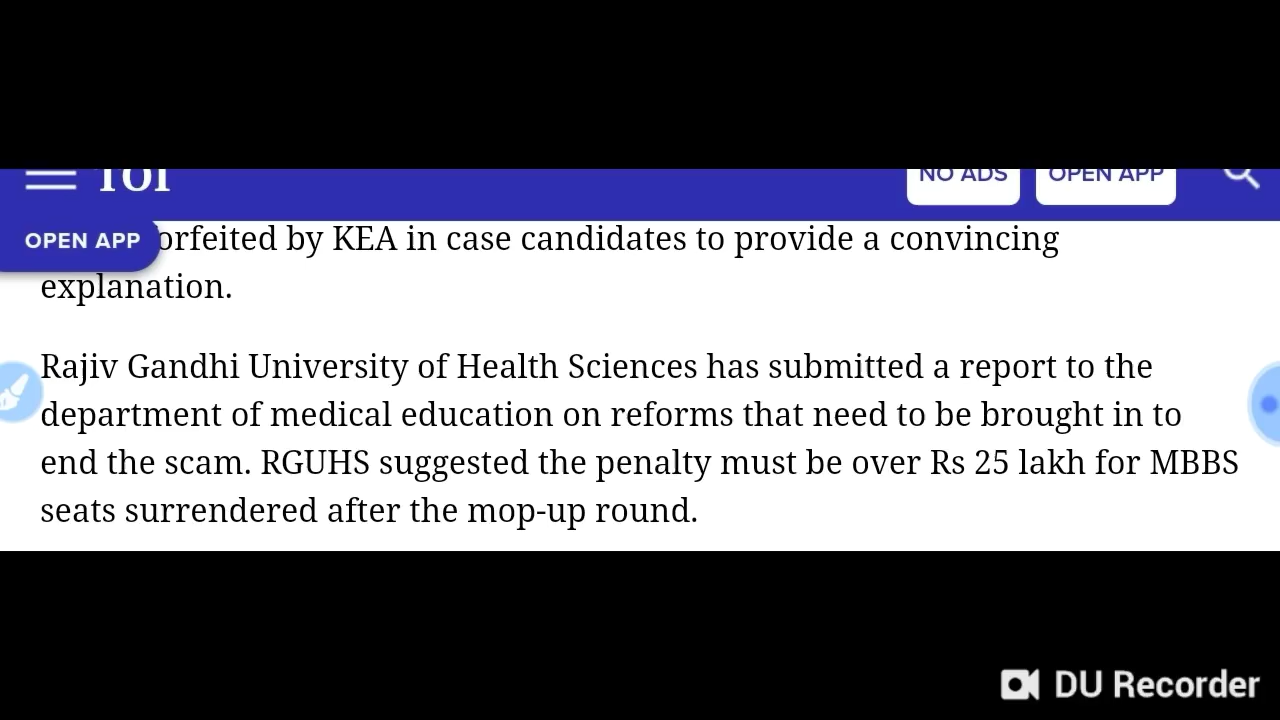 TOI
NO ADS
OPEN APP
OPEN APP
orfeited by KEA in case candidates to provide a convincing
explanation.
Rajiv Gandhi University of Health Sciences has submitted a report to the
department of medical education on reforms that need to be brought in to
end the scam. RGUHS suggested the penalty must be over Rs 25 lakh for MBBS
seats surrendered after the mop-up round.
DU Recorder